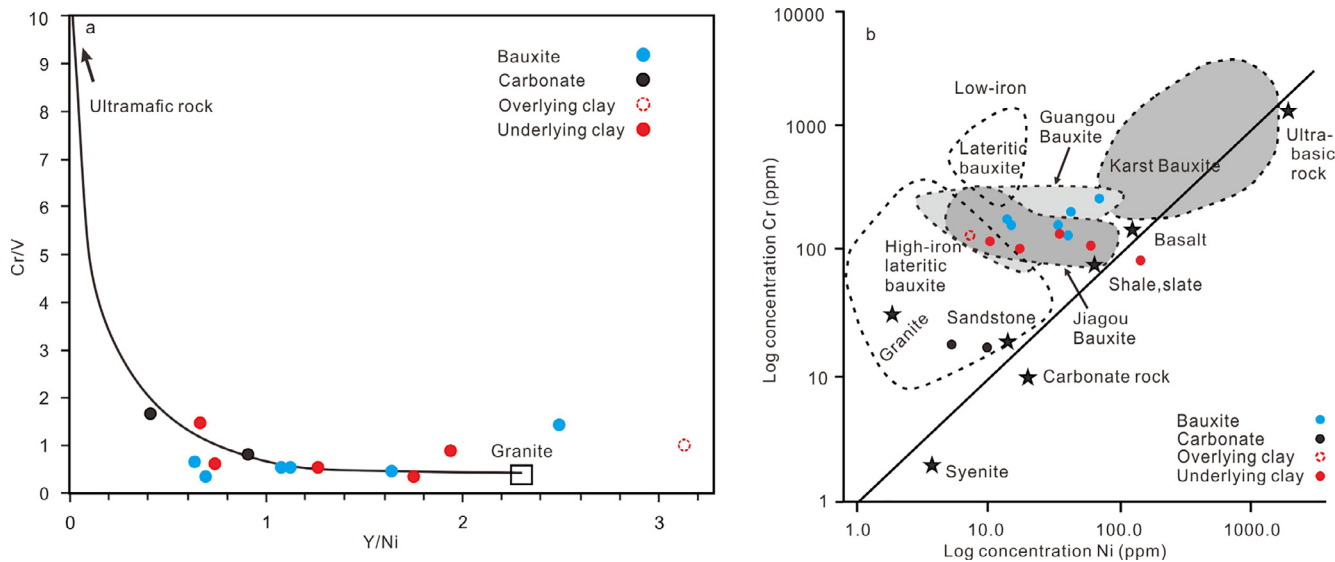 a
10
9
8
7
6
5
4
3
2
1
0
Cr/V
Ultramafic rock
Bauxite
Carbonate
Overlying clay
Underlying clay
Granite
0
1
2
3
Y/Ni
b
10000
1000
100
10
1
Log concentration Cr (ppm)
Low-iron
Lateritic
bauxite
Guangou
Bauxite
Karst Bauxite
Ultra-
basic
rock
High-iron
lateritic
bauxite
Basalt
Shale,slate
Granite
Sandstone
Jiagou
Bauxite
Carbonate rock
Syenite
Bauxite
Carbonate
Overlying clay
Underlying clay
1.0
10.0
100.0
1000.0
Log concentration Ni (ppm)